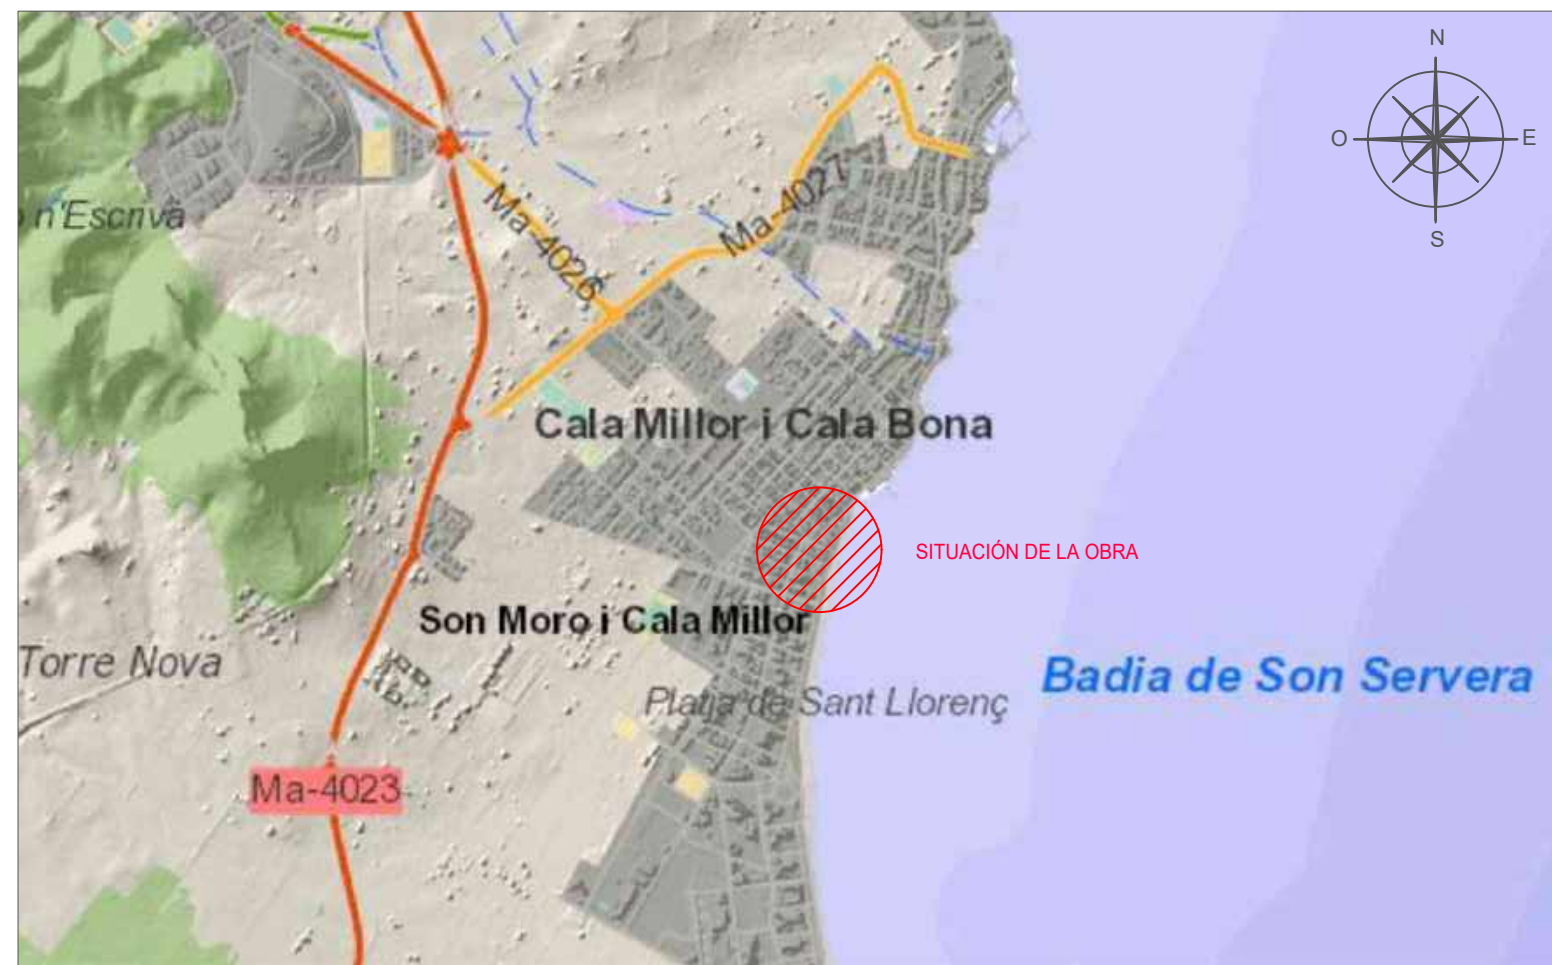 N
O
E
S
n'Escrivà
Ma-4026
Ma-4027
Cala Millor i Cala Bona
SITUACIÓN DE LA OBRA
Son Moro i Cala Millor
Torre Nova
Platja de Sant Llorenç
Badia de Son Servera
Ma-4023